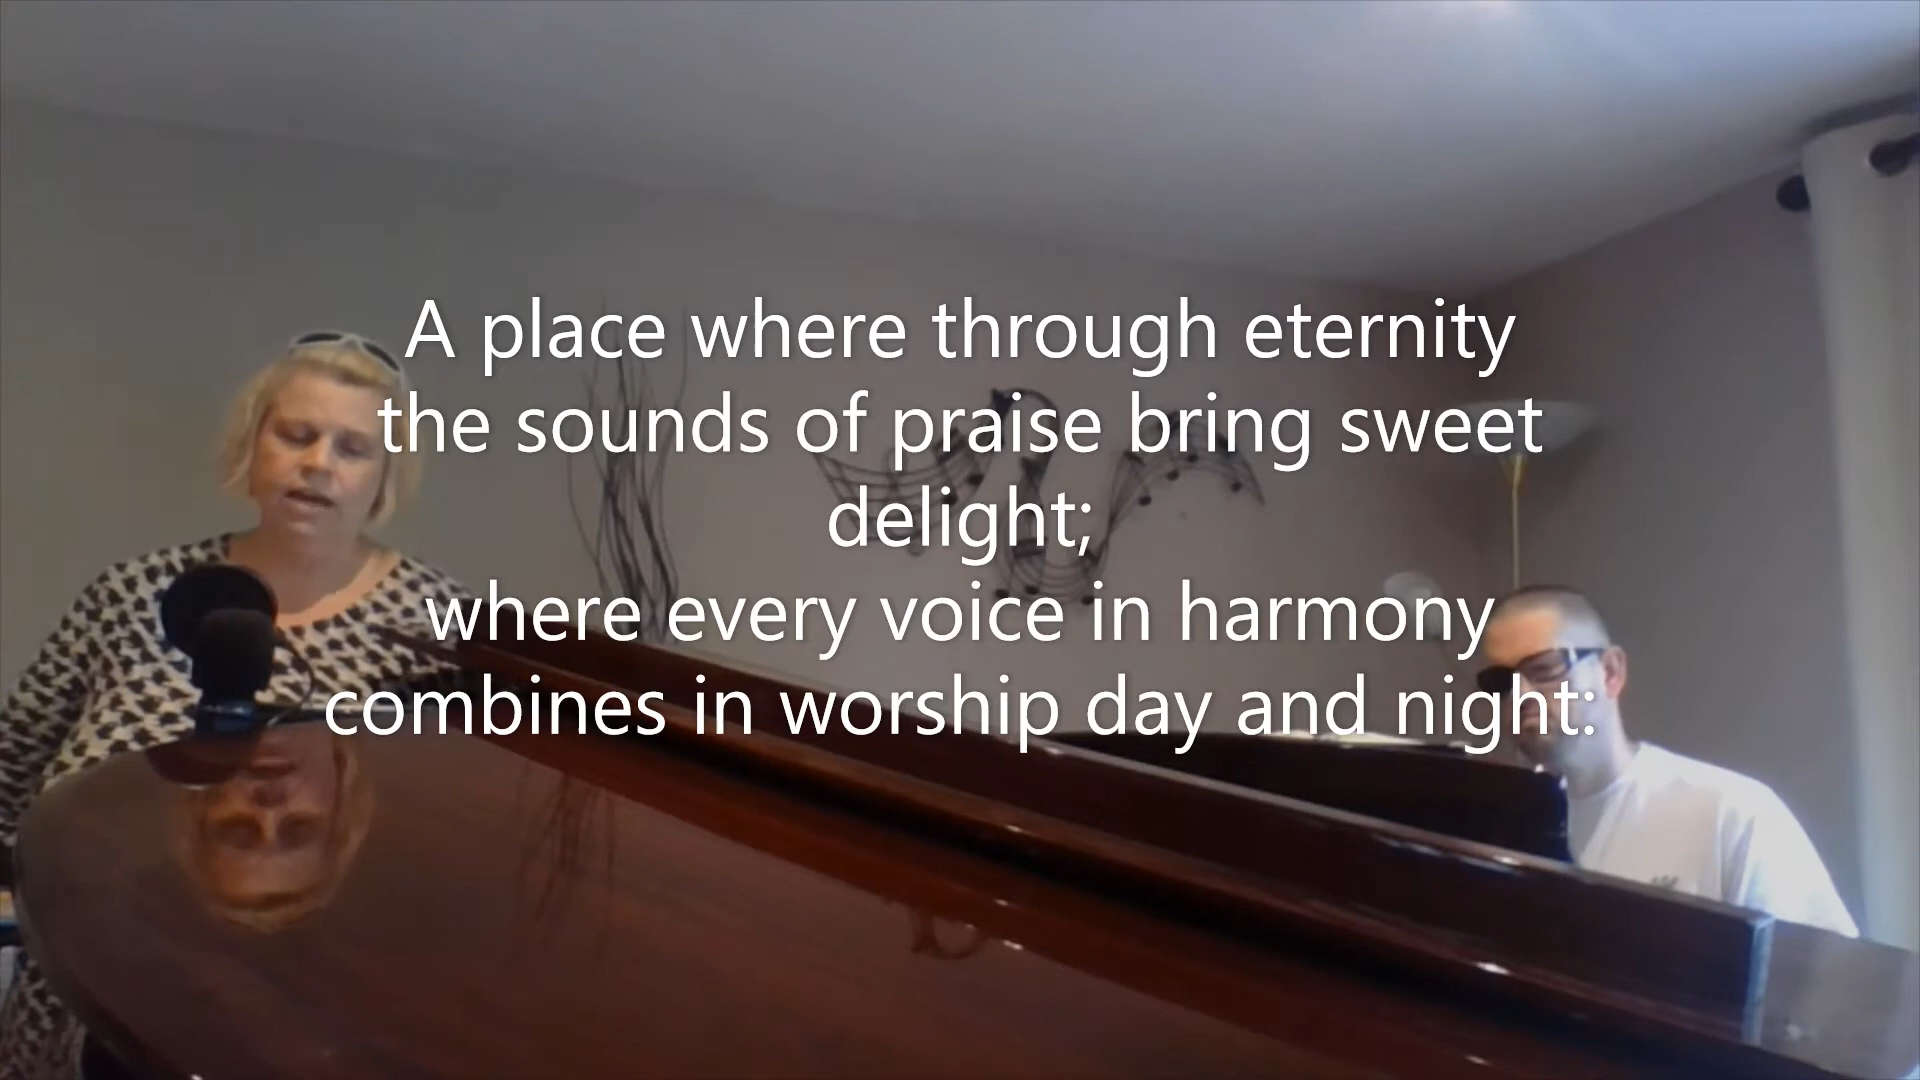 A place where through eternity
the sounds of praise bring sweet
delight;
where every voice in harmony
combines in worship day and night: